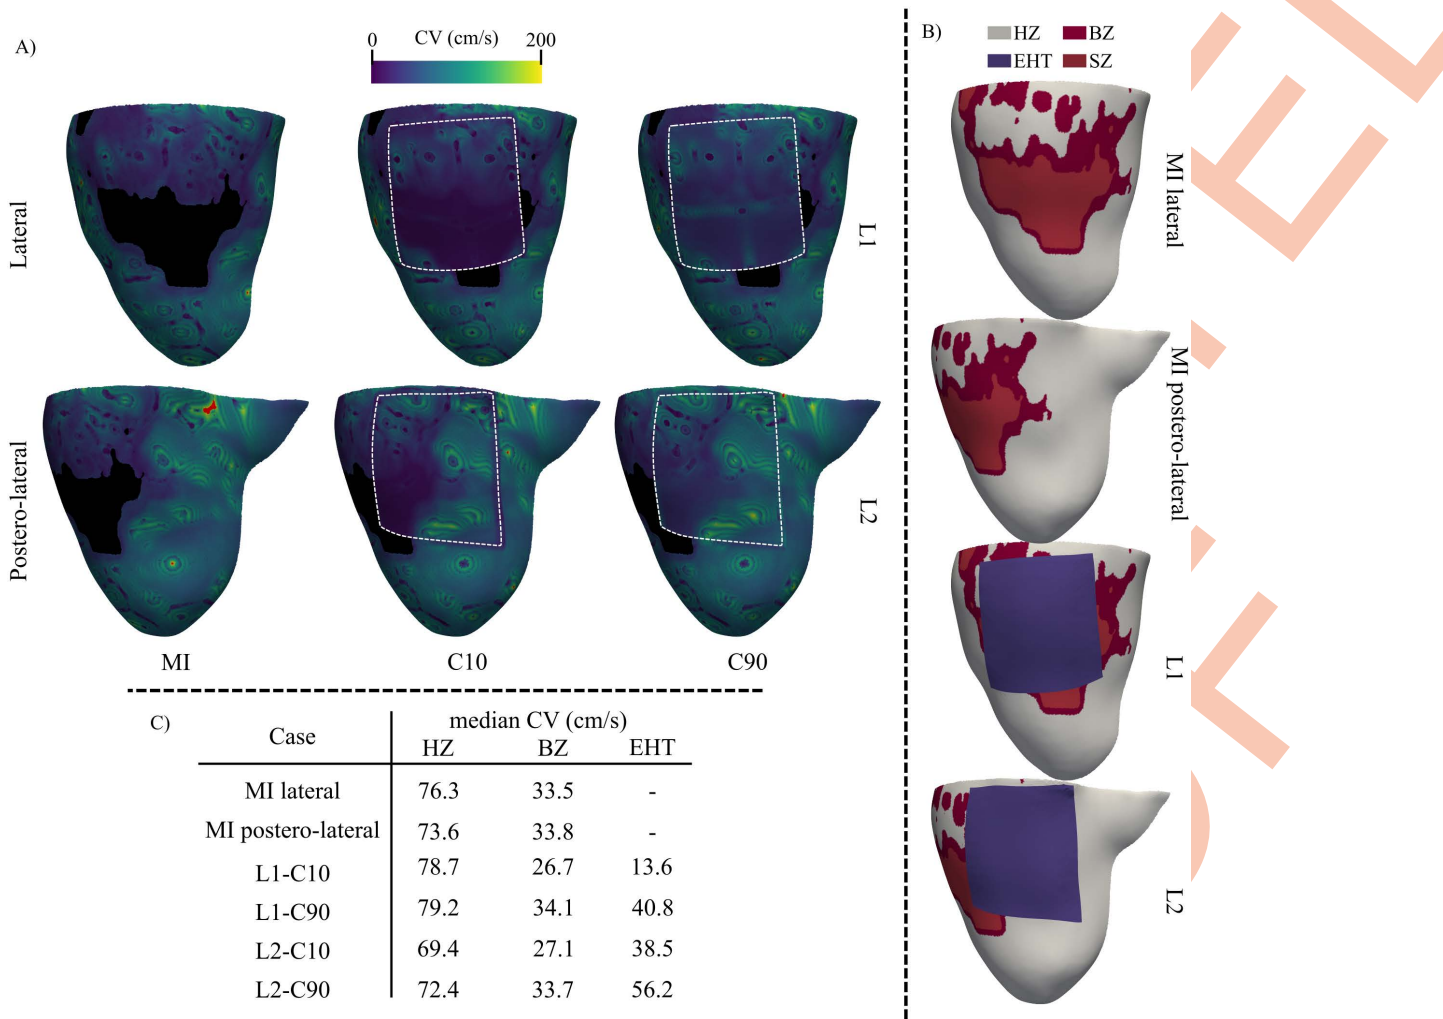 A)
0 CV (cm/s) 200
Lateral
L1
Postero-lateral
L2
MI C10 C90
B)
HZ BZ
EHT SZ
MI lateral
MI postero-lateral
L1
L2
C)
Case median CV (cm/s)
HZ BZ EHT
MI lateral 76.3 33.5 -
MI postero-lateral 73.6 33.8 -
L1-C10 78.7 26.7 13.6
L1-C90 79.2 34.1 40.8
L2-C10 69.4 27.1 38.5
L2-C90 72.4 33.7 56.2